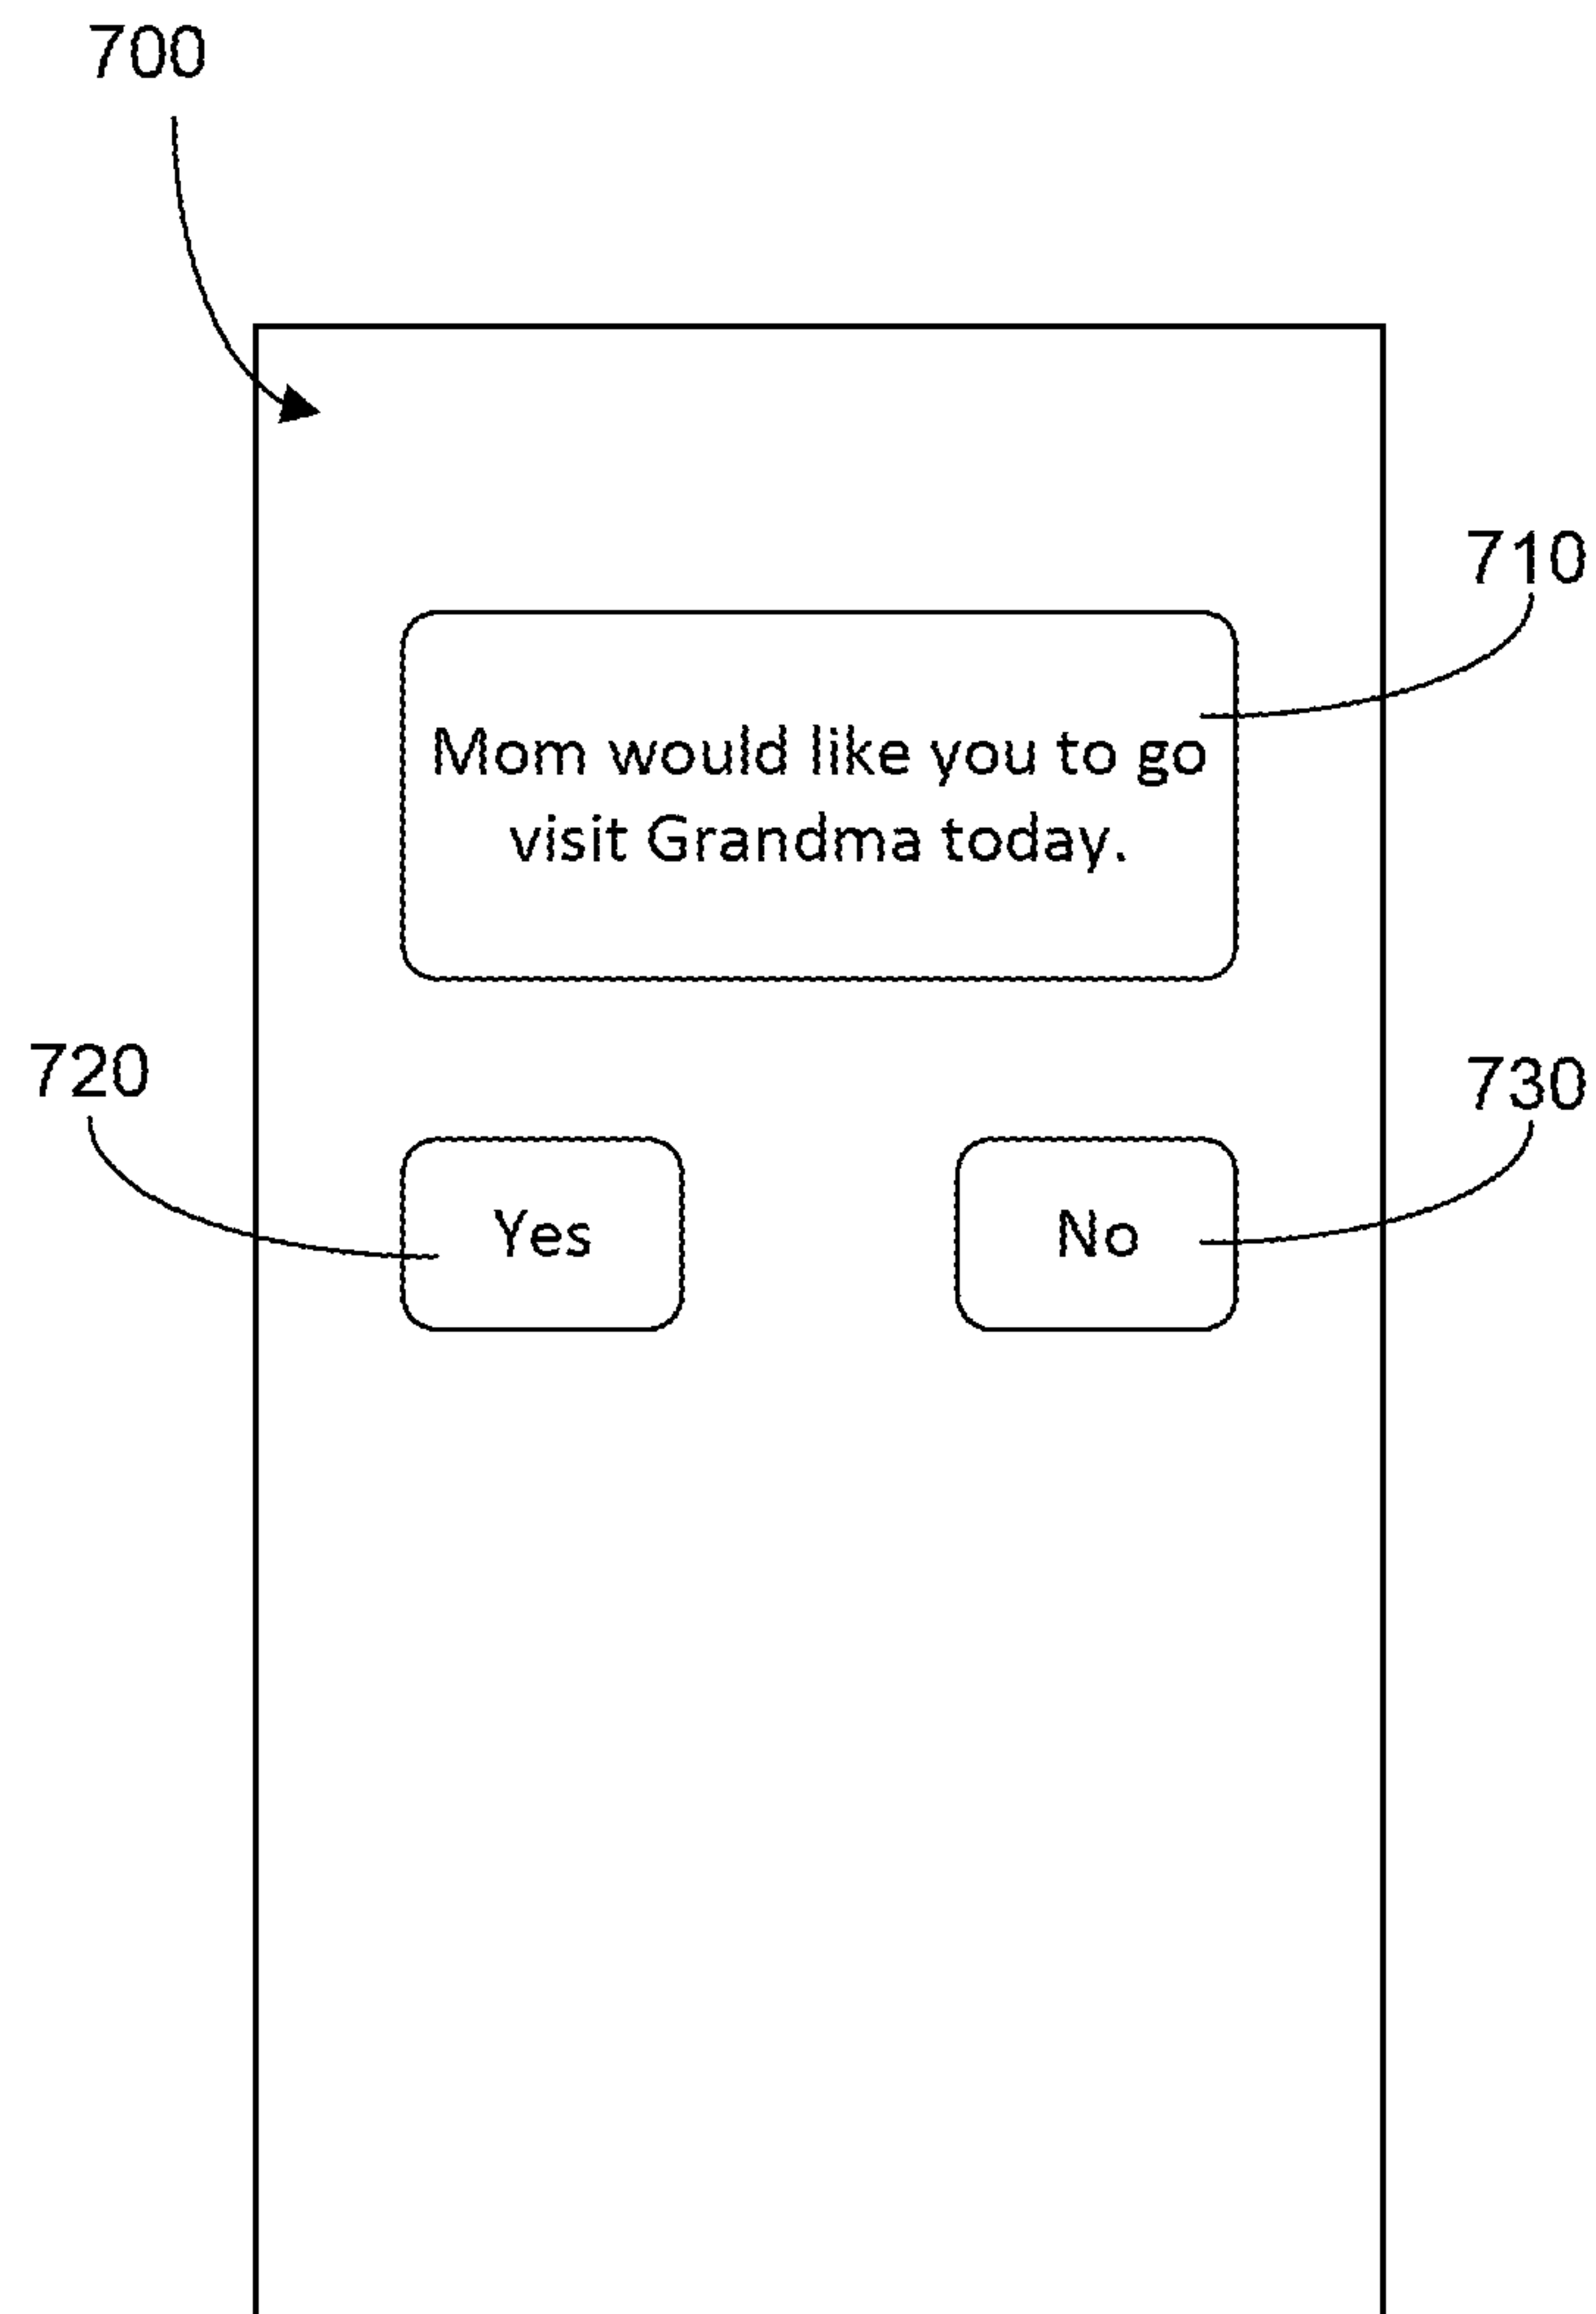 700
710
Mom would like you to go
visit Grandma today.
720
730
Yes
No